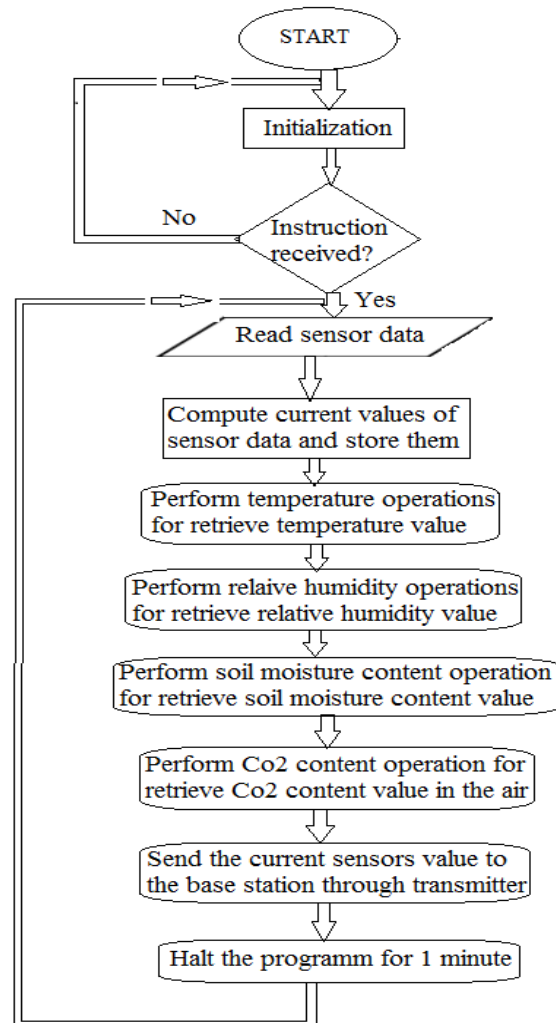 START
Initialization
No
Instruction
received?
Yes
Read sensor data
Compute current values of
sensor data and store them
Perform temperature operations
for retrieve temperature value
Perform relaive humidity operations
for retrieve relative humidity value
Perform soil moisture content operation
for retrieve soil moisture content value
Perform Co2 content operation for
retrieve Co2 content value in the air
Send the current sensors value to
the base station through transmitter
Halt the programm for 1 minute